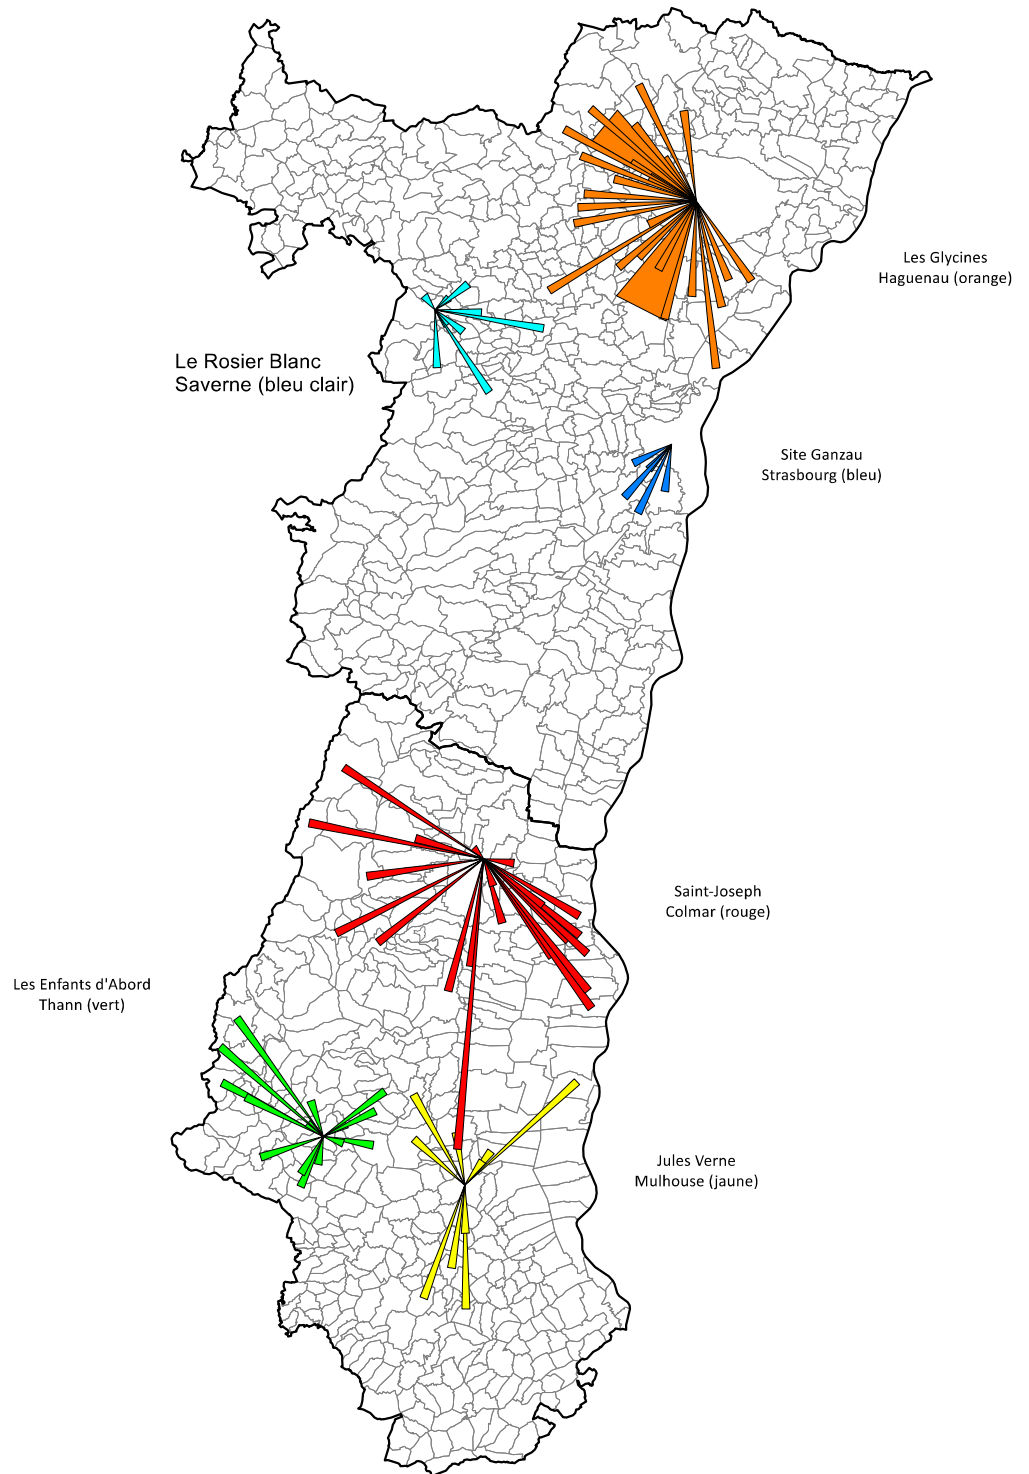 Les Glycines
Haguenau (orange)
Le Rosier Blanc
Saverne (bleu clair)
Site Ganzau
Strasbourg (bleu)
Saint-Joseph
Colmar (rouge)
Les Enfants d'Abord
Thann (vert)
Jules Verne
Mulhouse (jaune)